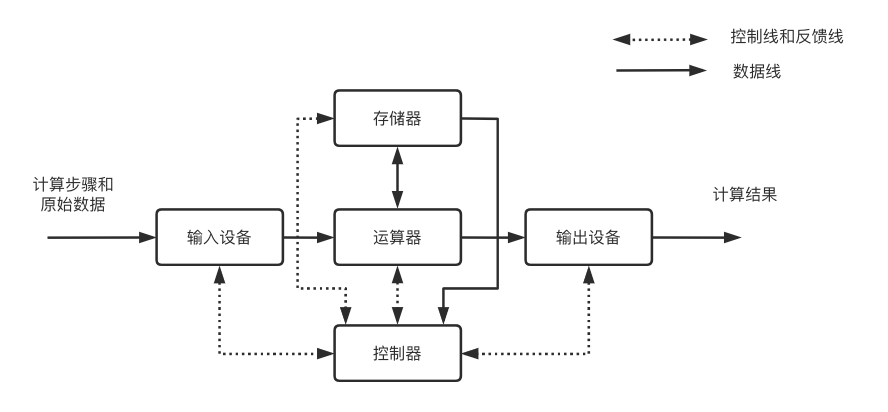 控制线和反馈线
数据线
存储器
计算步骤和
原始数据
计算结果
输入设备
运算器
输出设备
控制器